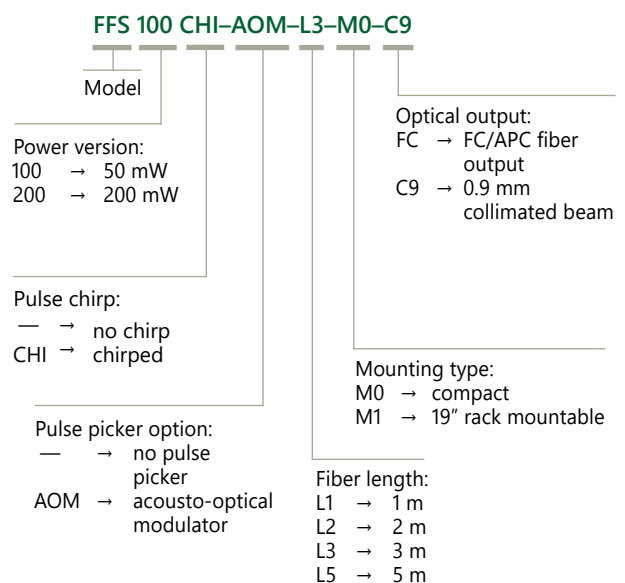 FFS 100 CHI–AOM–L3–M0–C9
Model
Power version:
100 → 50 mW
200 → 200 mW
Optical output:
FC → FC/APC fiber
output
C9 → 0.9 mm
collimated beam
Pulse chirp:
— → no chirp
CHI → chirped
Mounting type:
M0 → compact
M1 → 19” rack mountable
Pulse picker option:
— → no pulse
picker
AOM → acousto-optical
modulator
Fiber length:
L1 → 1 m
L2 → 2 m
L3 → 3 m
L5 → 5 m